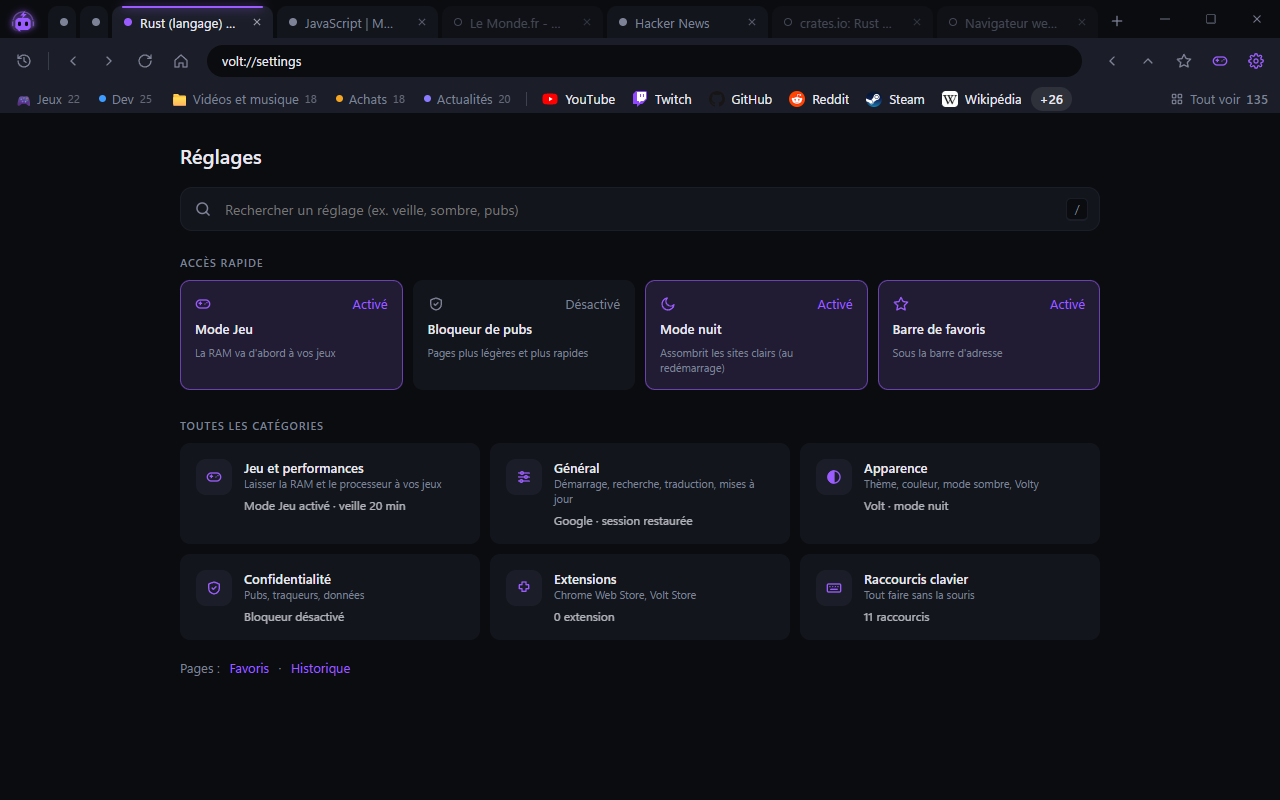 Rust (langage) ...
JavaScript | M...
Le Monde.fr - ...
Hacker News
crates.io: Rust ...
Navigateur we...
volt://settings
Jeux 22
Dev 25
Vidéos et musique 18
Achats 18
Actualités 20
YouTube
Twitch
GitHub
Reddit
Steam
W Wikipédia
+26
Tout voir 135
Réglages
Rechercher un réglage (ex. veille, sombre, pubs)
/
ACCÈS RAPIDE
Activé
Mode Jeu
La RAM va d'abord à vos jeux
Désactivé
Bloqueur de pubs
Pages plus légères et plus rapides
Activé
Mode nuit
Assombrit les sites clairs (au
redémarrage)
Activé
Barre de favoris
Sous la barre d'adresse
TOUTES LES CATÉGORIES
Jeu et performances
Laisser la RAM et le processeur à vos jeux
Mode Jeu activé · veille 20 min
Général
Démarrage, recherche, traduction, mises à
jour
Google · session restaurée
Apparence
Thème, couleur, mode sombre, Volty
Volt · mode nuit
Confidentialité
Pubs, traqueurs, données
Bloqueur désactivé
Extensions
Chrome Web Store, Volt Store
0 extension
Raccourcis clavier
Tout faire sans la souris
11 raccourcis
Pages : Favoris · Historique